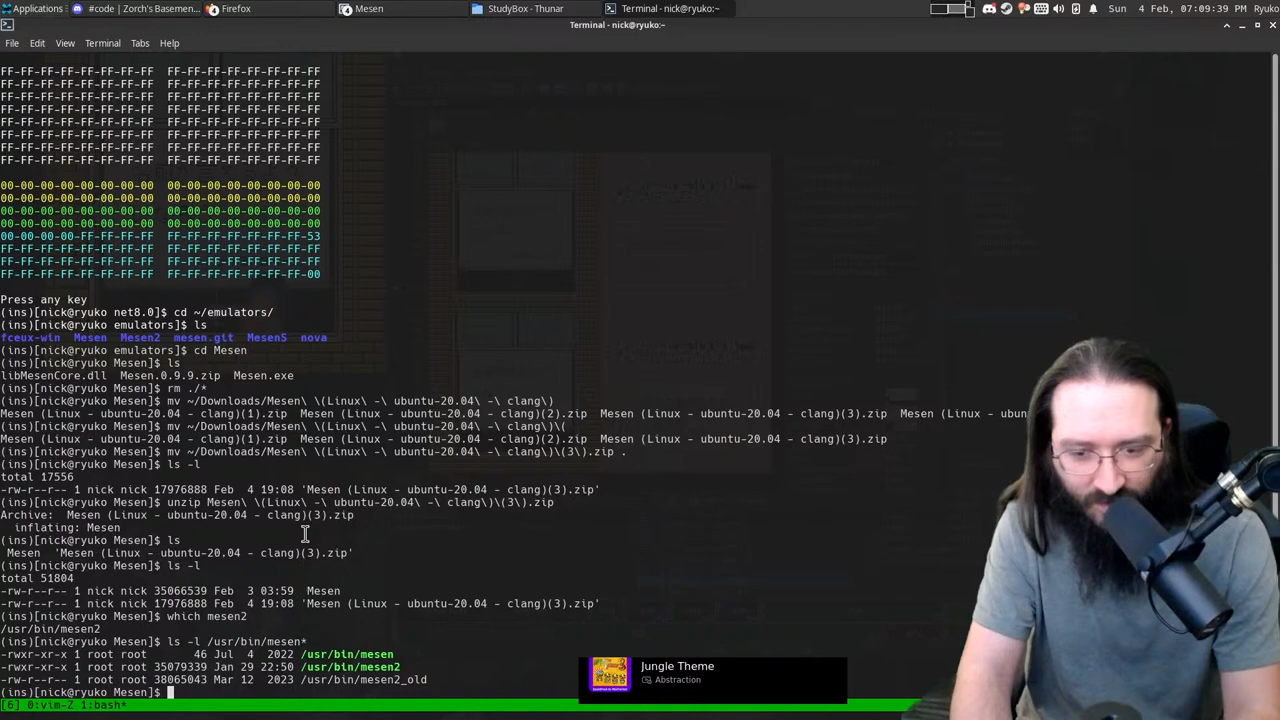 Applications
#code | Zorch's Basemen...
Firefox
Mesen
StudyBox - Thunar
Terminal - nick@ryuko:~
Sun 4 Feb, 07:09:39 PM Ryuko
Terminal - nick@ryuko:~
File Edit View Terminal Tabs Help
FF-FF-FF-FF-FF-FF-FF-FF FF-FF-FF-FF-FF-FF-FF-FF
FF-FF-FF-FF-FF-FF-FF-FF FF-FF-FF-FF-FF-FF-FF-FF
FF-FF-FF-FF-FF-FF-FF-FF FF-FF-FF-FF-FF-FF-FF-FF
FF-FF-FF-FF-FF-FF-FF-FF FF-FF-FF-FF-FF-FF-FF-FF
FF-FF-FF-FF-FF-FF-FF-FF FF-FF-FF-FF-FF-FF-FF-FF
FF-FF-FF-FF-FF-FF-FF-FF FF-FF-FF-FF-FF-FF-FF-FF
FF-FF-FF-FF-FF-FF-FF-FF FF-FF-FF-FF-FF-FF-FF-FF
FF-FF-FF-FF-FF-FF-FF-FF FF-FF-FF-FF-FF-FF-FF-FF
00-00-00-00-00-00-00-00 00-00-00-00-00-00-00-00
00-00-00-00-00-00-00-00 00-00-00-00-00-00-00-00
00-00-00-00-00-00-00-00 00-00-00-00-00-00-00-00
00-00-00-00-00-00-00-00 00-00-00-00-00-00-00-00
00-00-00-00-FF-FF-FF-FF FF-FF-FF-FF-FF-FF-FF-53
FF-FF-FF-FF-FF-FF-FF-FF FF-FF-FF-FF-FF-FF-FF-FF
FF-FF-FF-FF-FF-FF-FF-FF FF-FF-FF-FF-FF-FF-FF-FF
FF-FF-FF-FF-FF-FF-FF-FF FF-FF-FF-FF-FF-FF-FF-00
Press any key
(ins)[nick@ryuko net8.0]$ cd ~/emulators/
(ins)[nick@ryuko emulators]$ ls
fceux-win Mesen Mesen2 mesen.git MesenS nova
(ins)[nick@ryuko emulators]$ cd Mesen
(ins)[nick@ryuko Mesen]$ ls
libMesenCore.dll Mesen.0.9.9.zip Mesen.exe
(ins)[nick@ryuko Mesen]$ rm ./*
(ins)[nick@ryuko Mesen]$ mv ~/Downloads/Mesen\ \(Linux\ -\ ubuntu-20.04\ -\ clang\)
Mesen (Linux - ubuntu-20.04 - clang)(1).zip Mesen (Linux - ubuntu-20.04 - clang)(2).zip Mesen (Linux - ubuntu-20.04 - clang)(3).zip Mesen (Linux - ubun
(ins)[nick@ryuko Mesen]$ mv ~/Downloads/Mesen\ \(Linux\ -\ ubuntu-20.04\ -\ clang\)\(
Mesen (Linux - ubuntu-20.04 - clang)(1).zip Mesen (Linux - ubuntu-20.04 - clang)(2).zip Mesen (Linux - ubuntu-20.04 - clang)(3).zip
(ins)[nick@ryuko Mesen]$ mv ~/Downloads/Mesen\ \(Linux\ -\ ubuntu-20.04\ -\ clang\)\(3\).zip .
(ins)[nick@ryuko Mesen]$ ls -l
total 17556
-rw-r--r-- 1 nick nick 17976888 Feb 4 19:08 'Mesen (Linux - ubuntu-20.04 - clang)(3).zip'
(ins)[nick@ryuko Mesen]$ unzip Mesen\ \(Linux\ -\ ubuntu-20.04\ -\ clang\)\(3\).zip
Archive: Mesen (Linux - ubuntu-20.04 - clang)(3).zip
inflating: Mesen
(ins)[nick@ryuko Mesen]$ ls
Mesen 'Mesen (Linux - ubuntu-20.04 - clang)(3).zip'
(ins)[nick@ryuko Mesen]$ ls -l
total 51804
-rw-r--r-- 1 nick nick 35066539 Feb 3 03:59 Mesen
-rw-r--r-- 1 nick nick 17976888 Feb 4 19:08 'Mesen (Linux - ubuntu-20.04 - clang)(3).zip'
(ins)[nick@ryuko Mesen]$ which mesen2
/usr/bin/mesen2
(ins)[nick@ryuko Mesen]$ ls -l /usr/bin/mesen*
-rwxr-xr-x 1 root root 46 Jul 4 2022 /usr/bin/mesen
-rwxr-xr-x 1 root root 35079339 Jan 29 22:50 /usr/bin/mesen2
-rw-r--r-- 1 root root 38065043 Mar 12 2023 /usr/bin/mesen2_old
(ins)[nick@ryuko Mesen]$
[6] 0:vim-Z 1:bash*
Jungle Theme
Abstraction